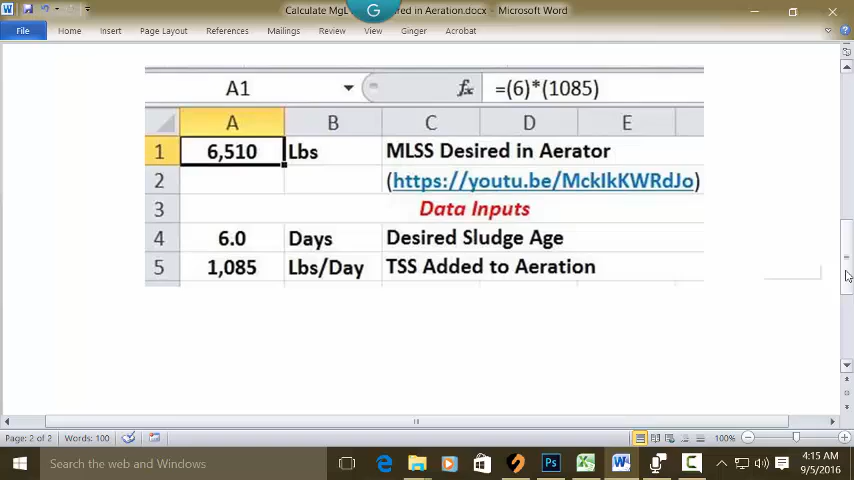 Calculate MgL
ered in Aeration.docx - Microsoft Word
G
File Home Insert Page Layout References Mailings Review View Ginger Acrobat
A1 fx =(6)*(1085)
A B C D E
1 6,510 Lbs MLSS Desired in Aerator
2 (https://youtu.be/MckIkKWRdJo)
3 Data Inputs
4 6.0 Days Desired Sludge Age
5 1,085 Lbs/Day TSS Added to Aeration
Page: 2 of 2 Words: 100 100%
Search the web and Windows
4:15 AM
9/5/2016